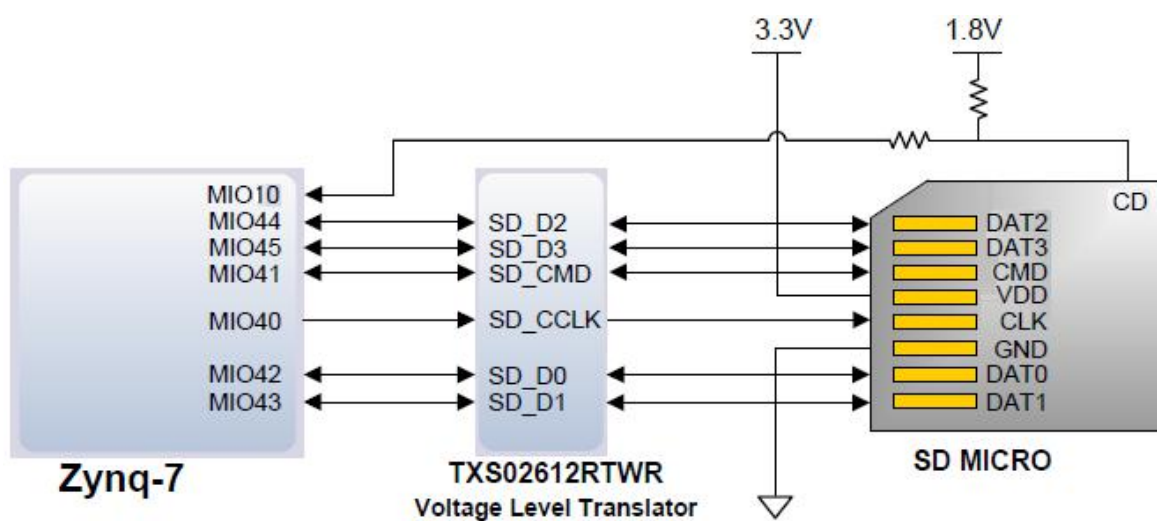 3.3V
1.8V
MIO10
MIO44
MIO45
MIO41
MIO40
MIO42
MIO43
Zynq-7
SD_D2
SD_D3
SD_CMD
SD_CCLK
SD_D0
SD_D1
TXS02612RTWR
Voltage Level Translator
CD
DAT2
DAT3
CMD
VDD
CLK
GND
DAT0
DAT1
SD MICRO